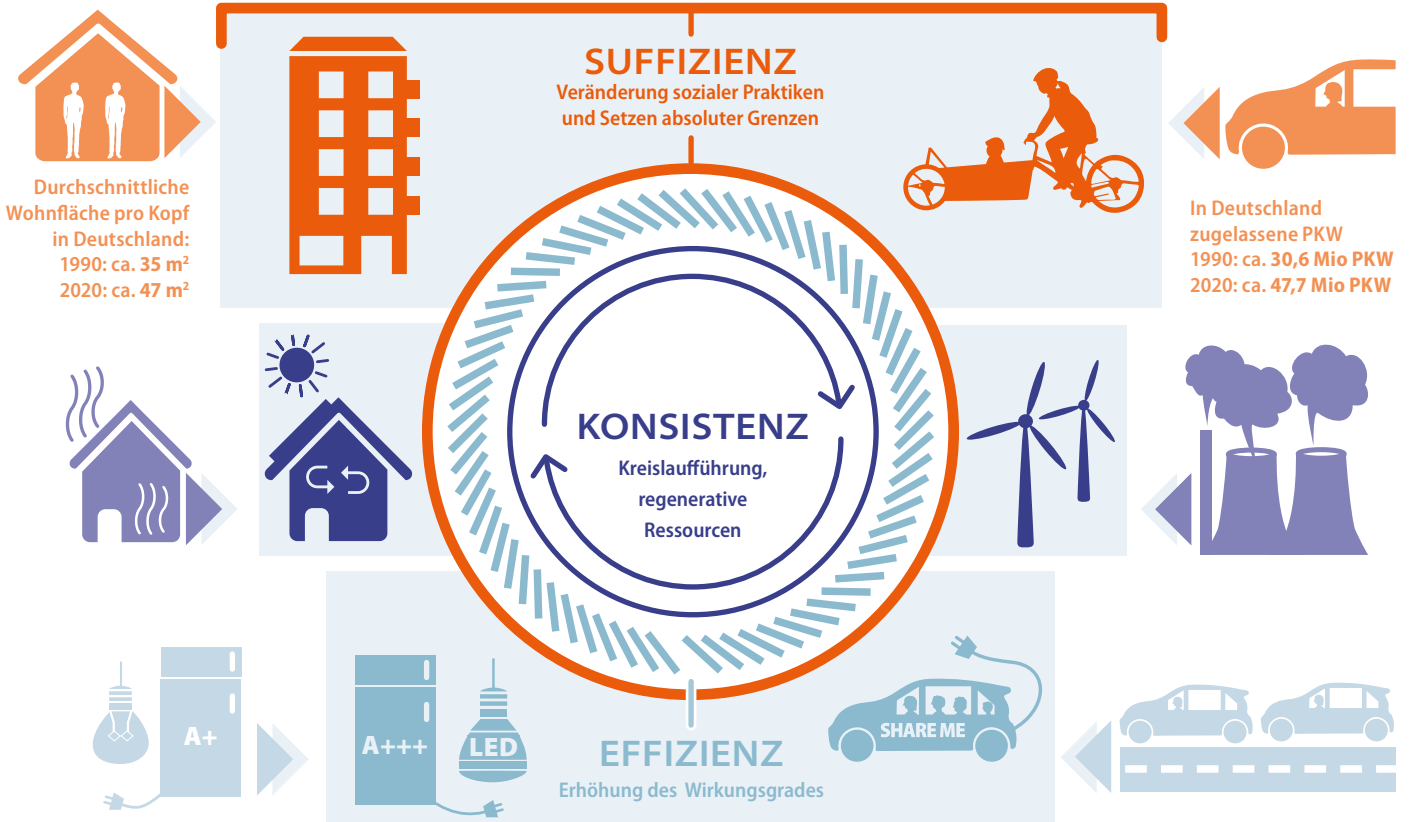 SUFFIZIENZ
Veränderung sozialer Praktiken
und Setzen absoluter Grenzen
Durchschnittliche
Wohnfläche pro Kopf
in Deutschland:
1990: ca. 35 m²
2020: ca. 47 m²
In Deutschland
zugelassene PKW
1990: ca. 30,6 Mio PKW
2020: ca. 47,7 Mio PKW
KONSISTENZ
Kreislaufführung,
regenerative
Ressourcen
A+
A+++
LED
EFFIZIENZ
Erhöhung des Wirkungsgrades
SHARE ME